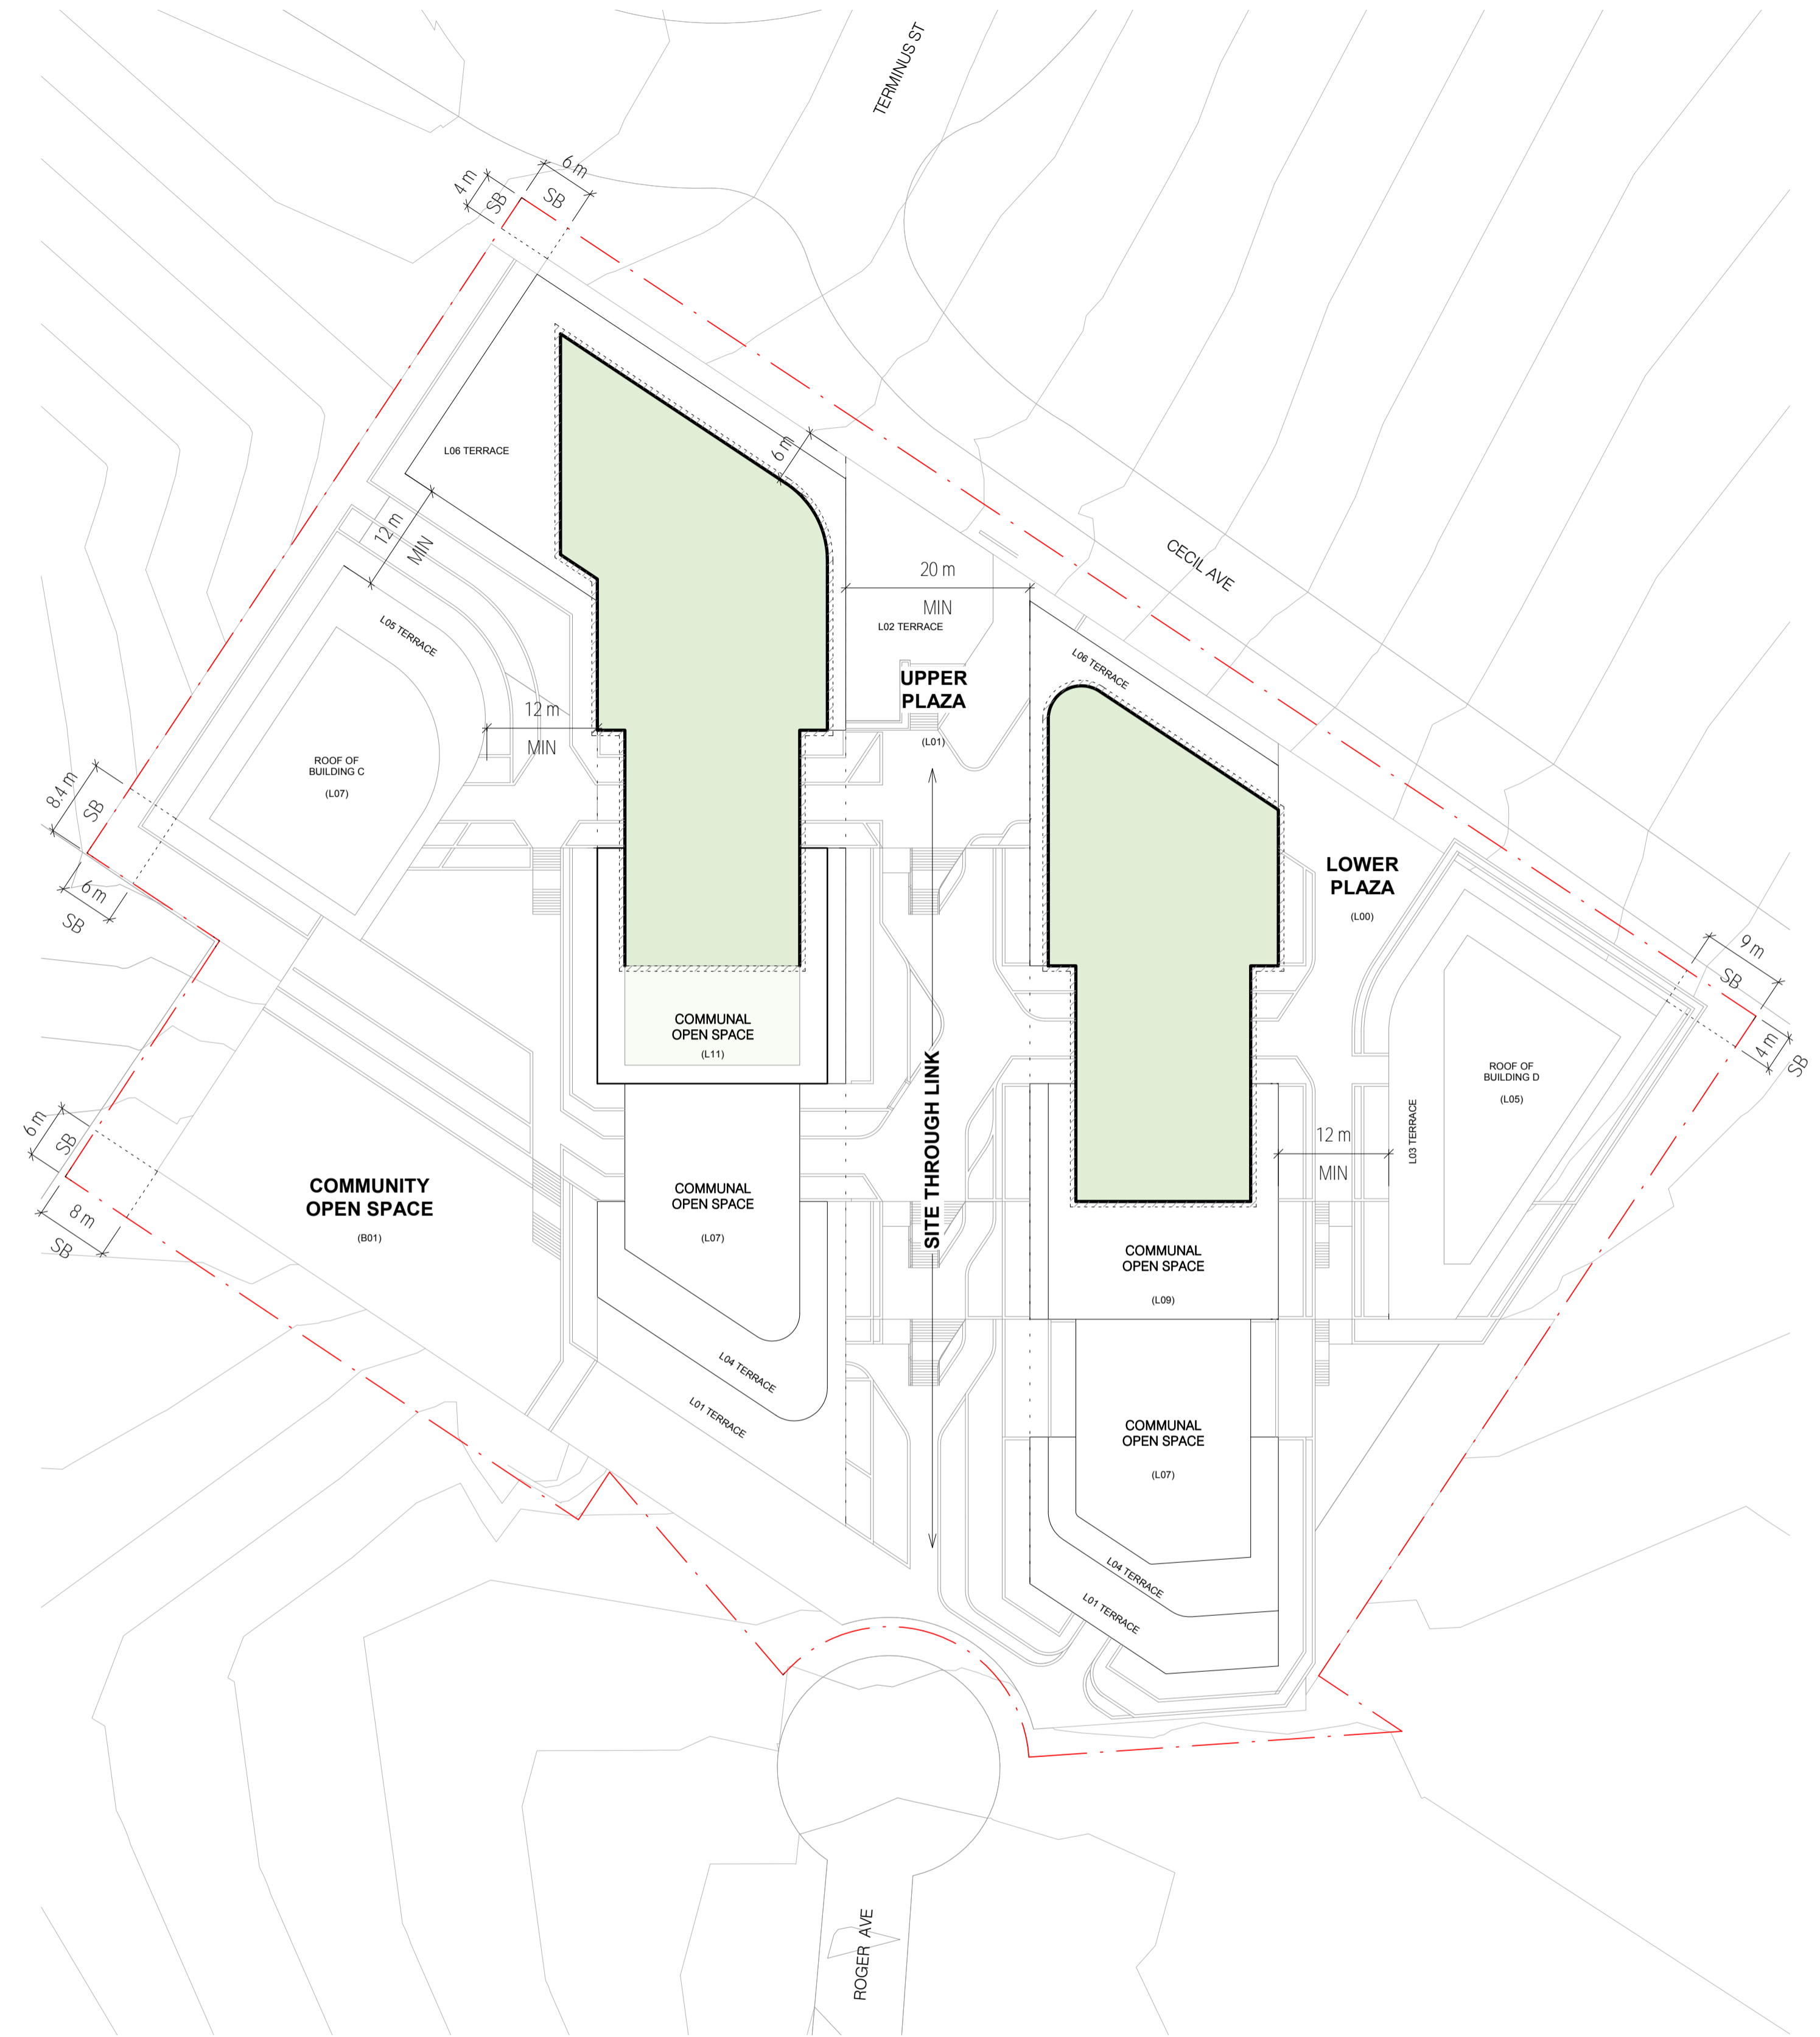 TERMINUS ST
6 m
SB
4 m
SB
L06 TERRACE
6 m
12 m
MIN
CECIL AVE
20 m
MIN
L02 TERRACE
L05 TERRACE
L06 TERRACE
UPPER
PLAZA
(L01)
12 m
MIN
ROOF OF
BUILDING C
(L07)
8.4 m
SB
6 m
SB
LOWER
PLAZA
(L00)
9 m
SB
4 m
SB
COMMUNAL
OPEN SPACE
(L11)
SITE THROUGH LINK
ROOF OF
BUILDING D
(L05)
L03 TERRACE
12 m
MIN
6 m
SB
8 m
SB
COMMUNITY
OPEN SPACE
(B01)
COMMUNAL
OPEN SPACE
(L07)
COMMUNAL
OPEN SPACE
(L09)
L04 TERRACE
L01 TERRACE
COMMUNAL
OPEN SPACE
(L07)
L04 TERRACE
L01 TERRACE
ROGER AVE